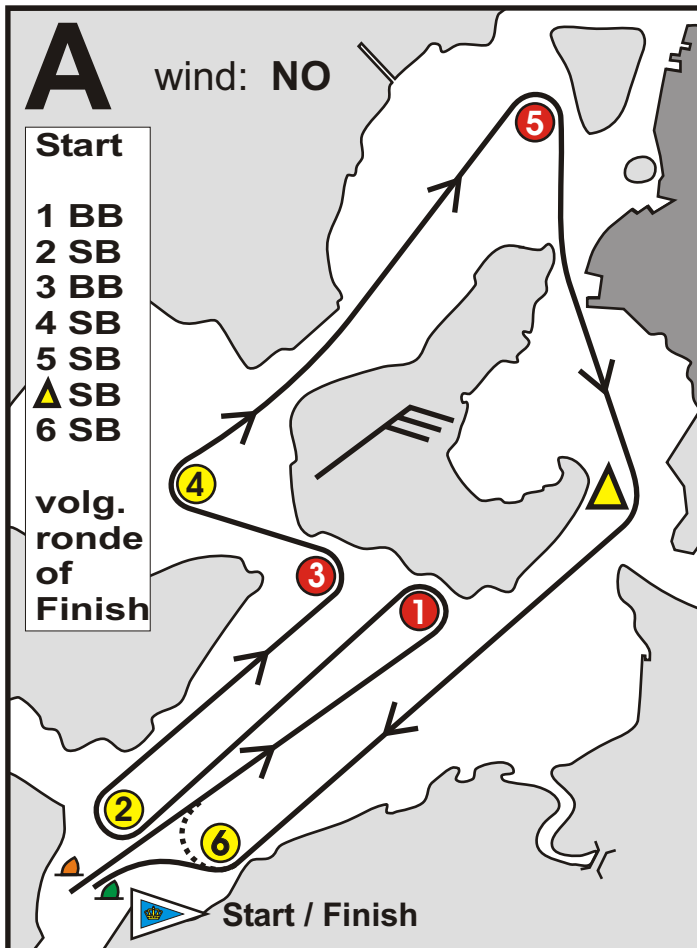 A
wind: NO
Start
1 BB
2 SB
3 BB
4 SB
5 SB
SB
6 SB
volg.
ronde
of
Finish
5
4
3
1
2
6
Start / Finish